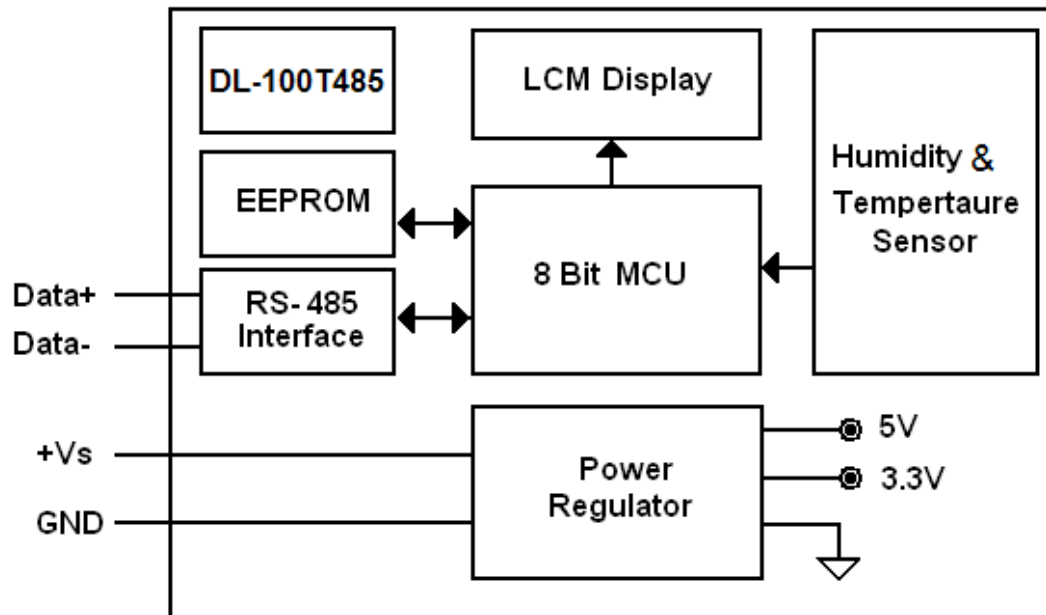 DL-100T485
LCM Display
Humidity &
Tempertaure
Sensor
EEPROM
8 Bit MCU
Data+
Data-
RS- 485
Interface
+Vs
GND
Power
Regulator
5V
3.3V